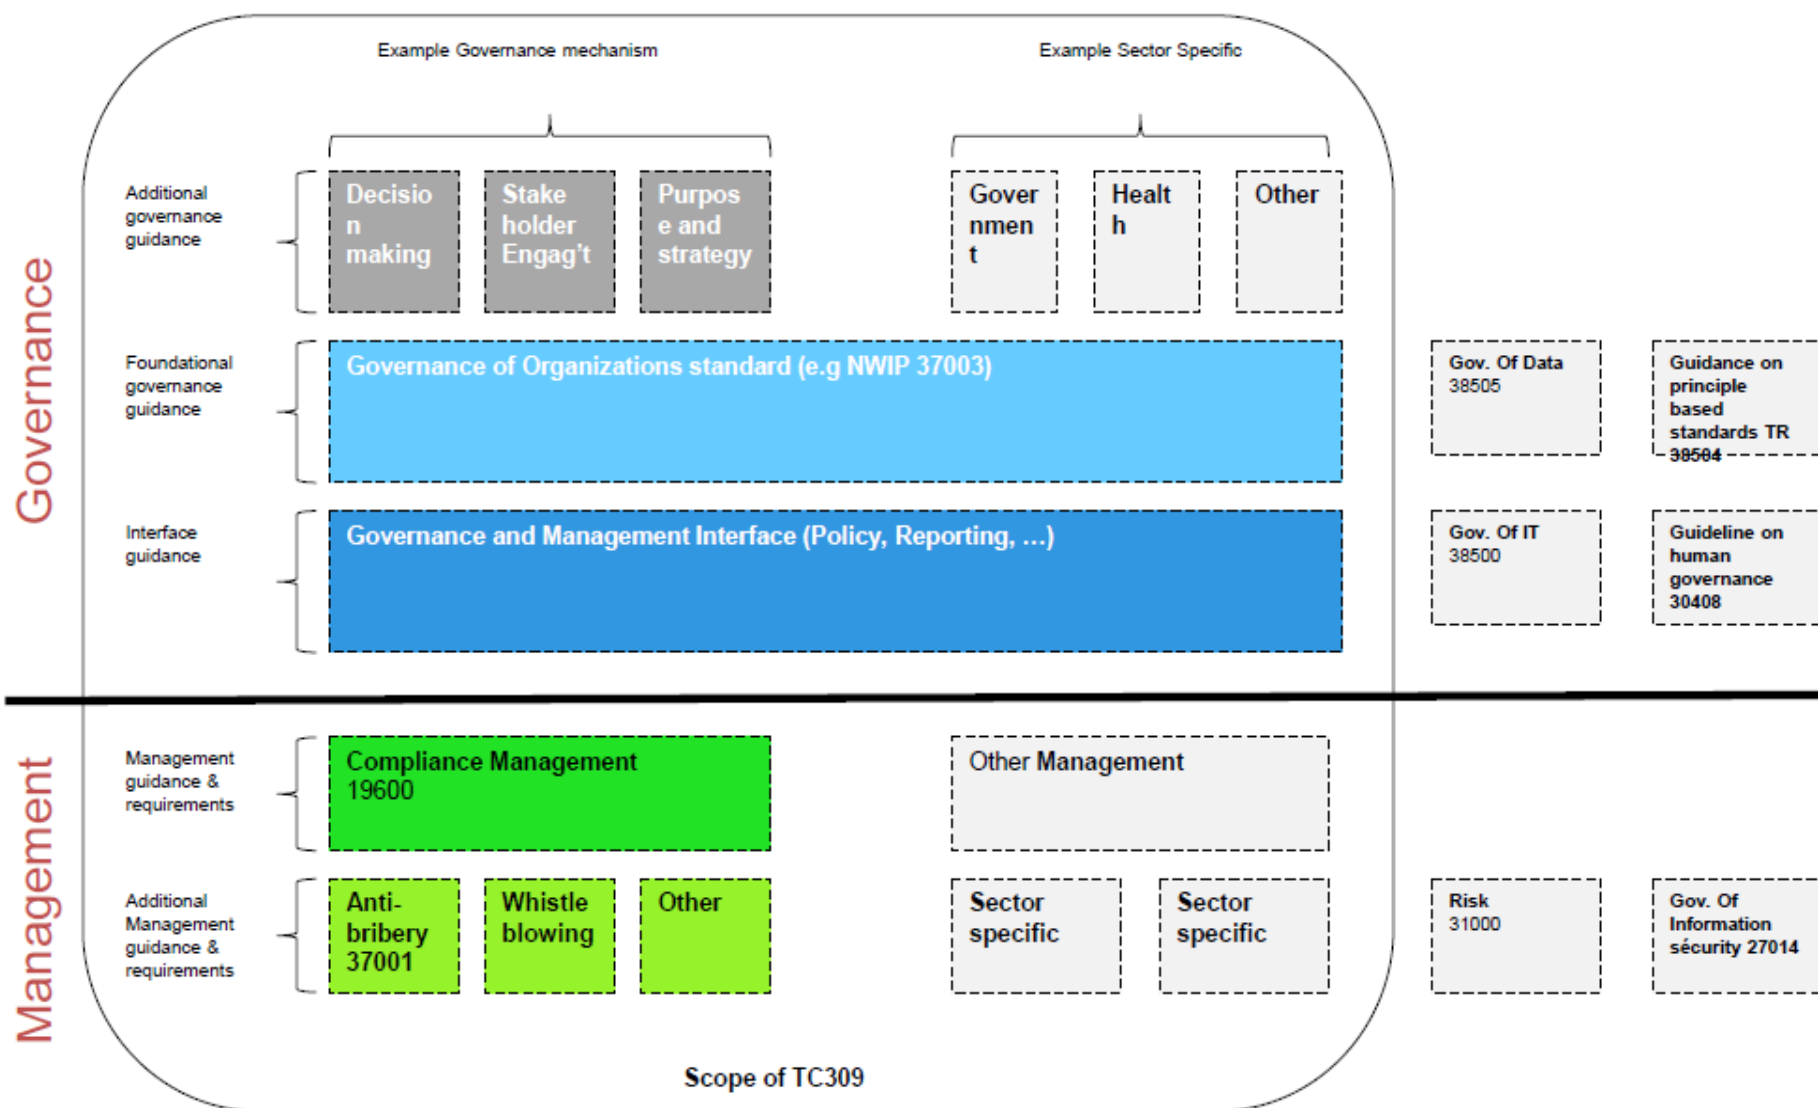 Example Governance mechanism
Example Sector Specific
Governance
Additional
governance
guidance
Decisio
n
making
Stake
holder
Engag't
Purpos
e and
strategy
Gover
nmen
t
Healt
h
Other
Foundational
governance
guidance
Governance of Organizations standard (e.g NWIP 37003)
Gov. Of Data
38505
Guidance on
principle
based
standards TR
38504
Interface
guidance
Governance and Management Interface (Policy, Reporting, ...)
Gov. Of IT
38500
Guideline on
human
governance
30408
Management
Management
guidance &
requirements
Compliance Management
19600
Other Management
Additional
Management
guidance &
requirements
Anti-
bribery
37001
Whistle
blowing
Other
Sector
specific
Sector
specific
Risk
31000
Gov. Of
Information
sécurity 27014
Scope of TC309